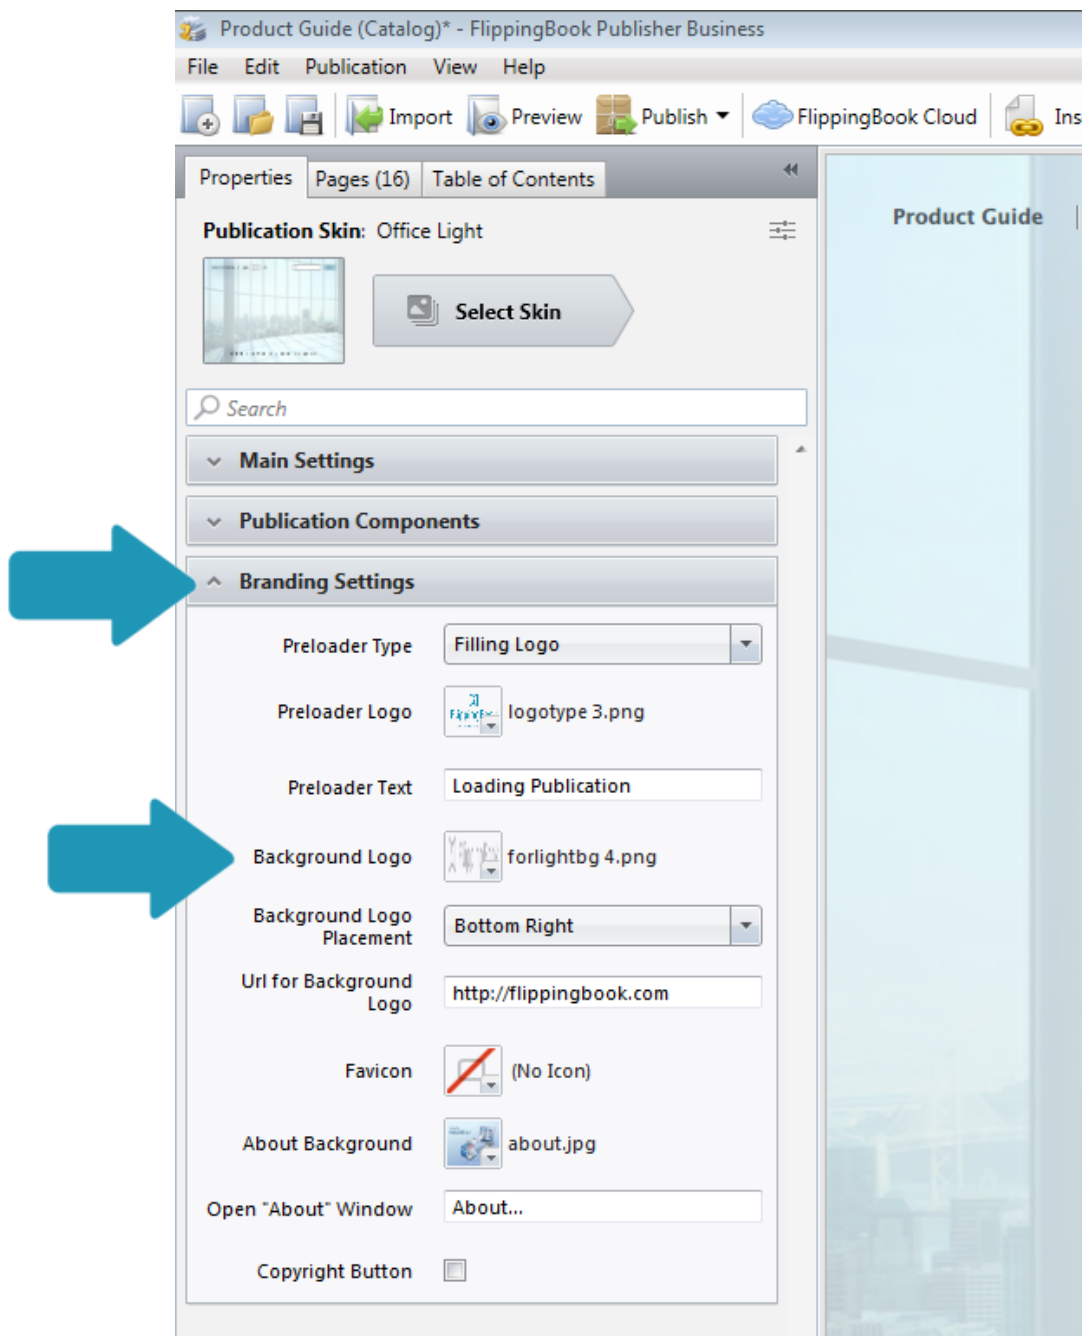 Product Guide (Catalog)* - FlippingBook Publisher Business
File Edit Publication View Help
Import Preview Publish FlippingBook Cloud Ins
Properties Pages (16) Table of Contents
Product Guide
Publication Skin: Office Light
Select Skin
Search
Main Settings
Publication Components
Branding Settings
Preloader Type Filling Logo
Preloader Logo logotype 3.png
Preloader Text Loading Publication
Background Logo forlightbg 4.png
Background Logo
Placement Bottom Right
Url for Background
Logo http://flippingbook.com
Favicon (No Icon)
About Background about.jpg
Open "About" Window About...
Copyright Button